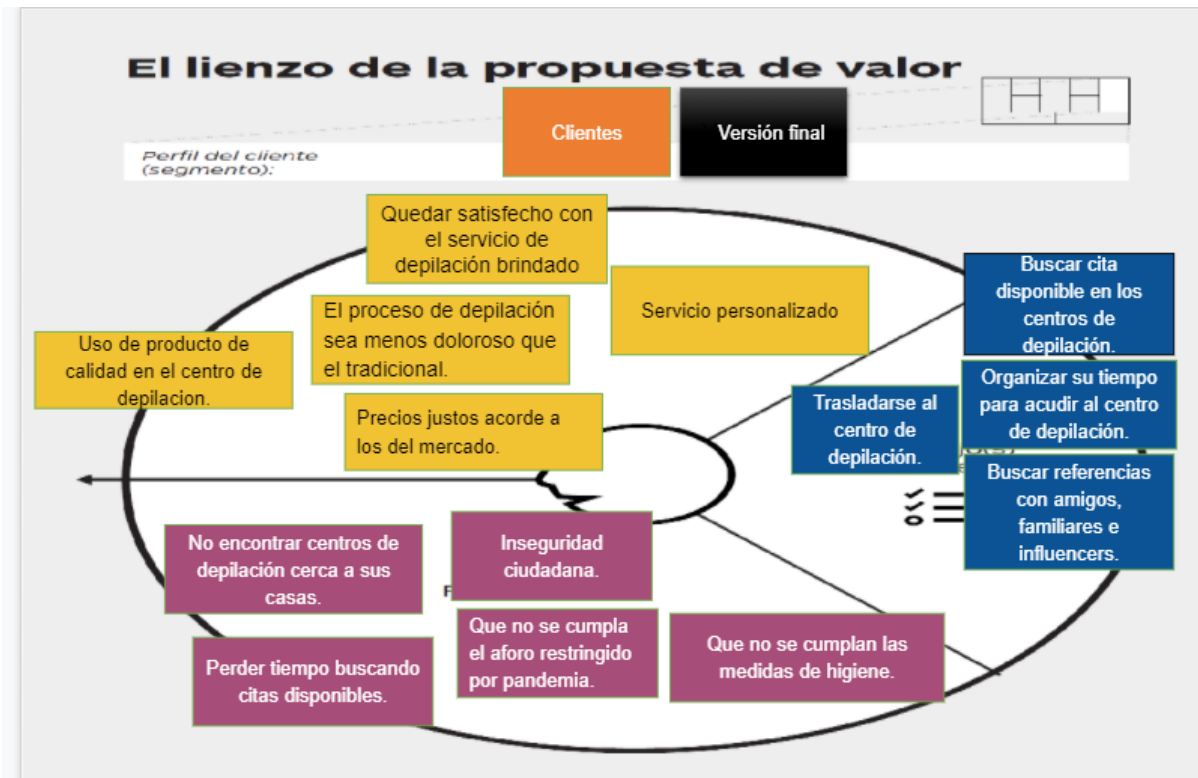 El lienzo de la propuesta de valor
Clientes
Versión final
Perfil del cliente
(segmento):
Quedar satisfecho con
el servicio de
depilación brindado
Servicio personalizado
Buscar cita
disponible en los
centros de
depilación.
El proceso de depilación
sea menos doloroso que
el tradicional.
Uso de producto de
calidad en el centro de
depilacion.
Organizar su tiempo
para acudir al centro
de depilación.
Trasladarse al
centro de
depilación.
Precios justos acorde a
los del mercado.
Buscar referencias
con amigos,
familiares e
influencers.
No encontrar centros de
depilación cerca a sus
casas.
Inseguridad
ciudadana.
Que no se cumpla
el aforo restringido
por pandemia.
Que no se cumplan las
medidas de higiene.
Perder tiempo buscando
citas disponibles.